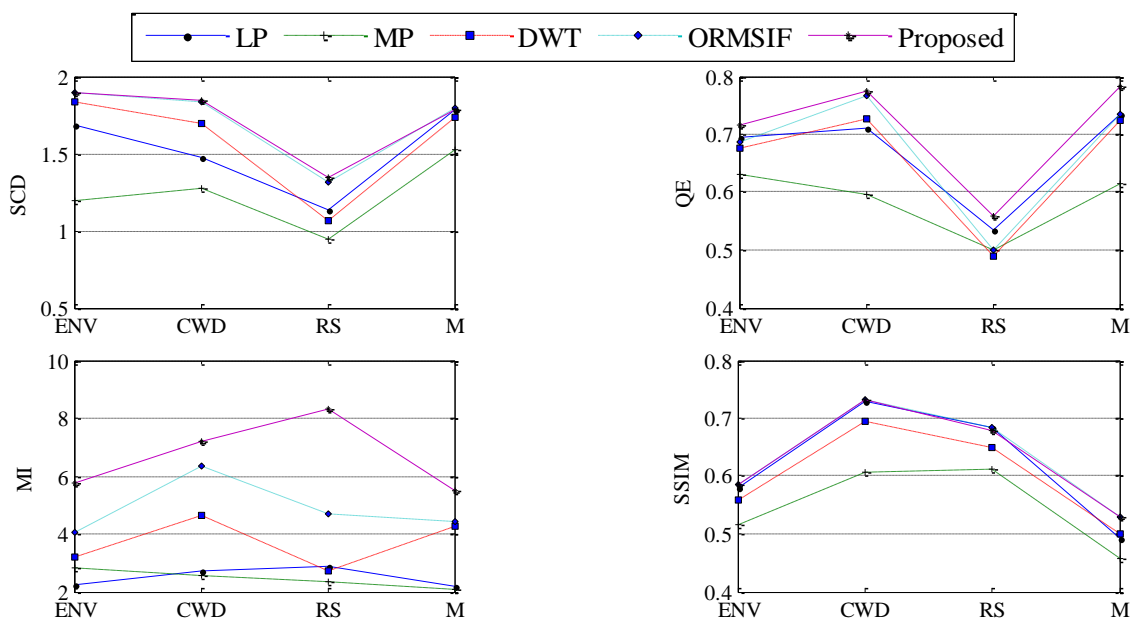 LP MP DWT ORMSIF Proposed
2
1.5
1
0.5
SCD
ENV CWD RS M
0.8
0.7
0.6
0.5
0.4
QE
ENV CWD RS M
10
8
6
4
2
MI
ENV CWD RS M
0.8
0.7
0.6
0.5
0.4
SSIM
ENV CWD RS M